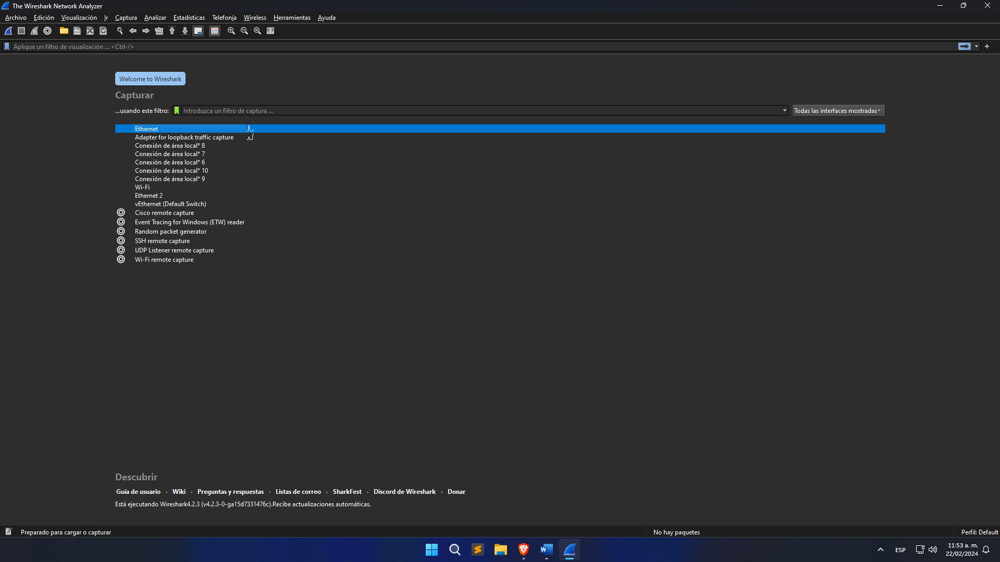 The Wireshark Network Analyzer
Archivo Edición Visualización Ir Captura Analizar Estadísticas Telefonía Wireless Herramientas Ayuda
Aplique un filtro de visualización ... <Ctrl-/>
Welcome to Wireshark
Capturar
...usando este filtro: Introduzca un filtro de captura ... Todas las interfaces mostradas
Ethernet
Adapter for loopback traffic capture
Conexión de área local* 8
Conexión de área local* 7
Conexión de área local* 6
Conexión de área local* 10
Conexión de área local* 9
Wi-Fi
Ethernet 2
vEthernet (Default Switch)
Cisco remote capture
Event Tracing for Windows (ETW) reader
Random packet generator
SSH remote capture
UDP Listener remote capture
Wi-Fi remote capture
Descubrir
Guía de usuario · Wiki · Preguntas y respuestas · Listas de correo · SharkFest · Discord de Wireshark · Donar
Está ejecutando Wireshark4.2.3 (v4.2.3-0-ga15d7331476c).Recibe actualizaciones automáticas.
Preparado para cargar o capturar No hay paquetes Perfil: Default
ESP 11:53 a. m.
22/02/2024